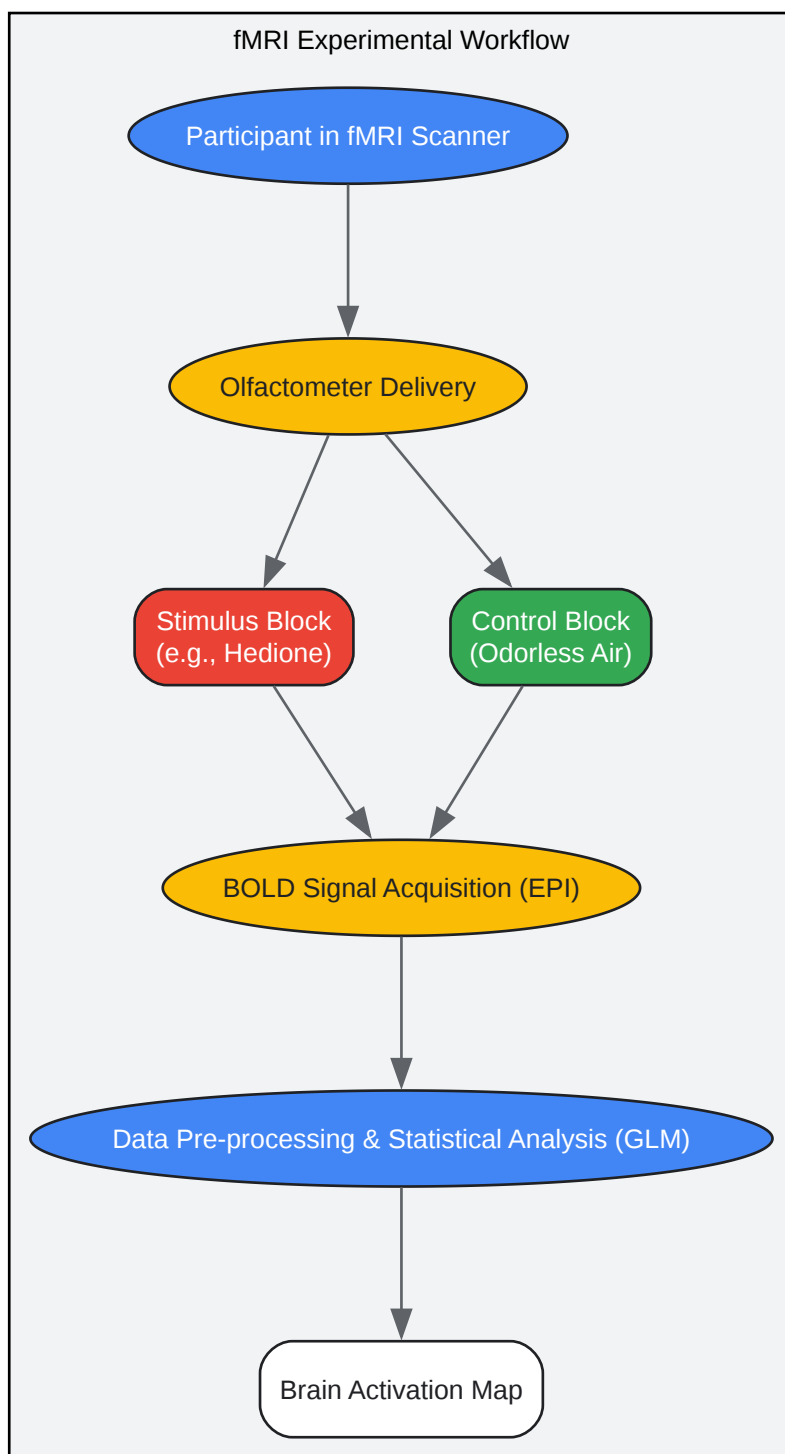 fMRI Experimental Workflow
Participant in fMRI Scanner
Olfactometer Delivery
Stimulus Block
(e.g., Hedione)
Control Block
(Odorless Air)
BOLD Signal Acquisition (EPI)
Data Pre-processing & Statistical Analysis (GLM)
Brain Activation Map